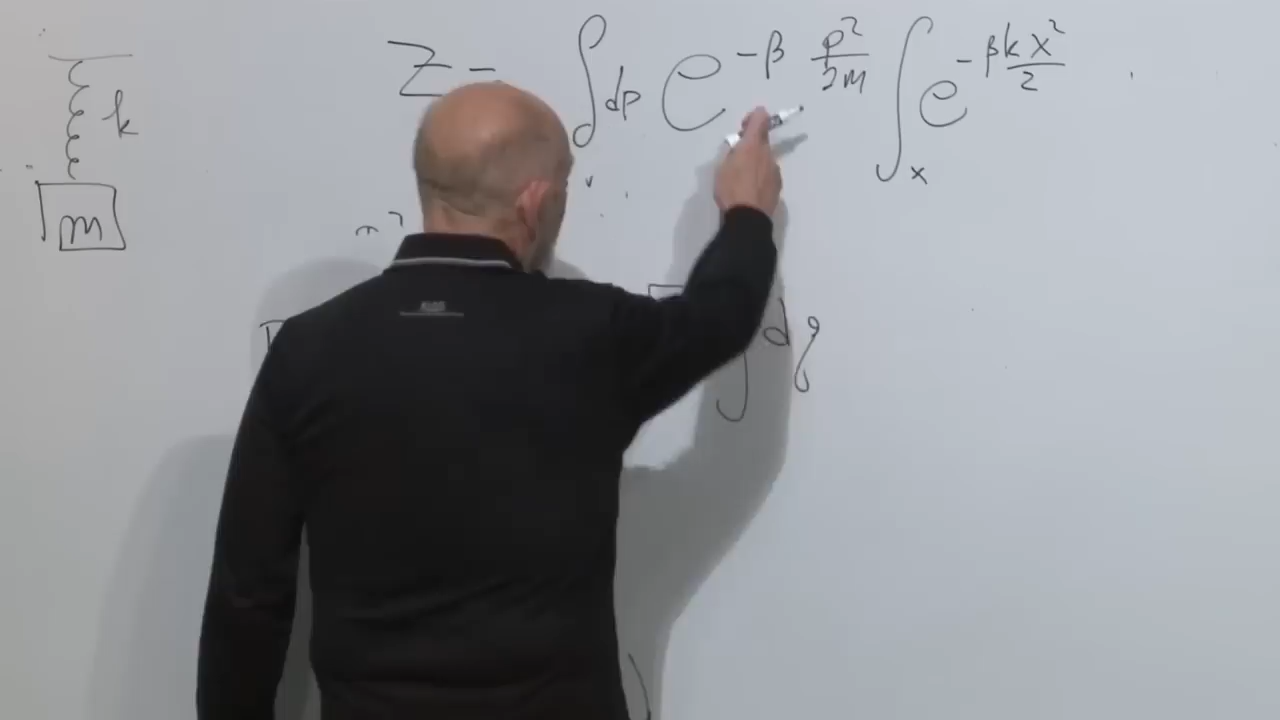 Z = ∫dp e^{-β p²/2m} ∫_x e^{-βkx²/2}
k
m
dq